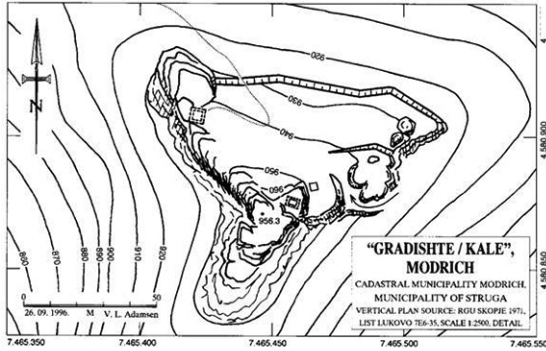 N
920
930
940
950
960
956.3
860
870
880
890
900
910
920
0 50
26. 09. 1996. M V. L. Adamsen
"GRADISHTE / KALE",
MODRICH
CADASTRAL MUNICIPALITY MODRICH.
MUNICIPALITY OF STRUGA
VERTICAL PLAN SOURCE: RGU SKOPJE 1971.
LIST LUKOVO 7E6-35, SCALE 1:2500, DETAIL
4.580.900
4.580.850
7.465.350 7.465.400 7.465.450 7.465.500 7.465.550